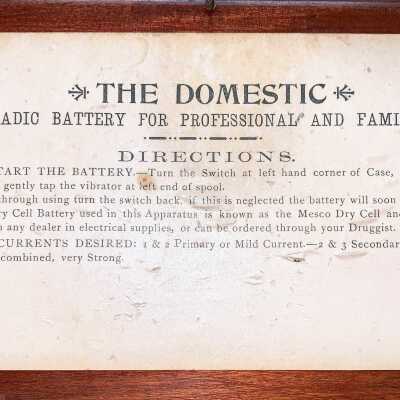 THE DOMESTIC
ADIC BATTERY FOR PROFESSIONAL AND FAMI
DIRECTIONS.
TART THE BATTERY.—Turn the Switch at left hand corner of Case,
gently tap the vibrator at left end of spool.
hrough using turn the switch back, if this is neglected the battery will soon
ry Cell Battery used in this Apparatus is known as the Mesco Dry Cell and
any dealer in electrical supplies, or can be ordered through your Druggist.
CURRENTS DESIRED: 1 & 2 Primary or Mild Current.—2 & 3 Secondar
combined, very Strong.